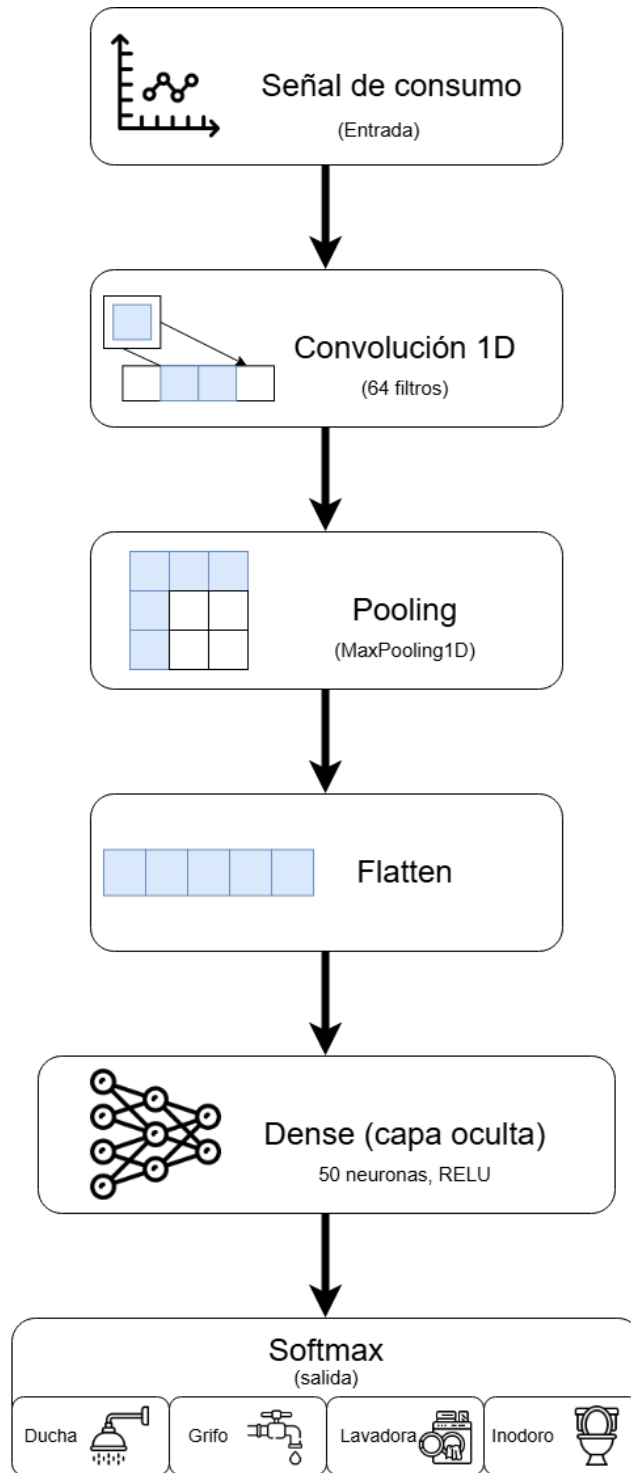 Señal de consumo
(Entrada)
Convolución 1D
(64 filtros)
Pooling
(MaxPooling1D)
Flatten
Dense (capa oculta)
50 neuronas, RELU
Softmax
(salida)
Ducha
Grifo
Lavadora
Inodoro